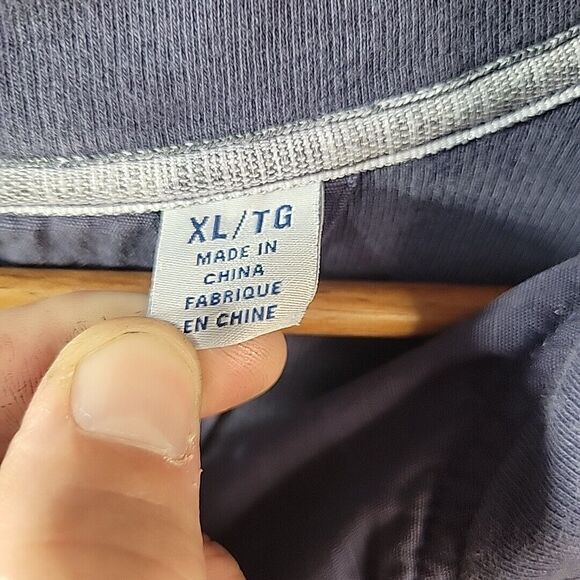 XL/TG
MADE IN
CHINA
FABRIQUE
EN CHINE